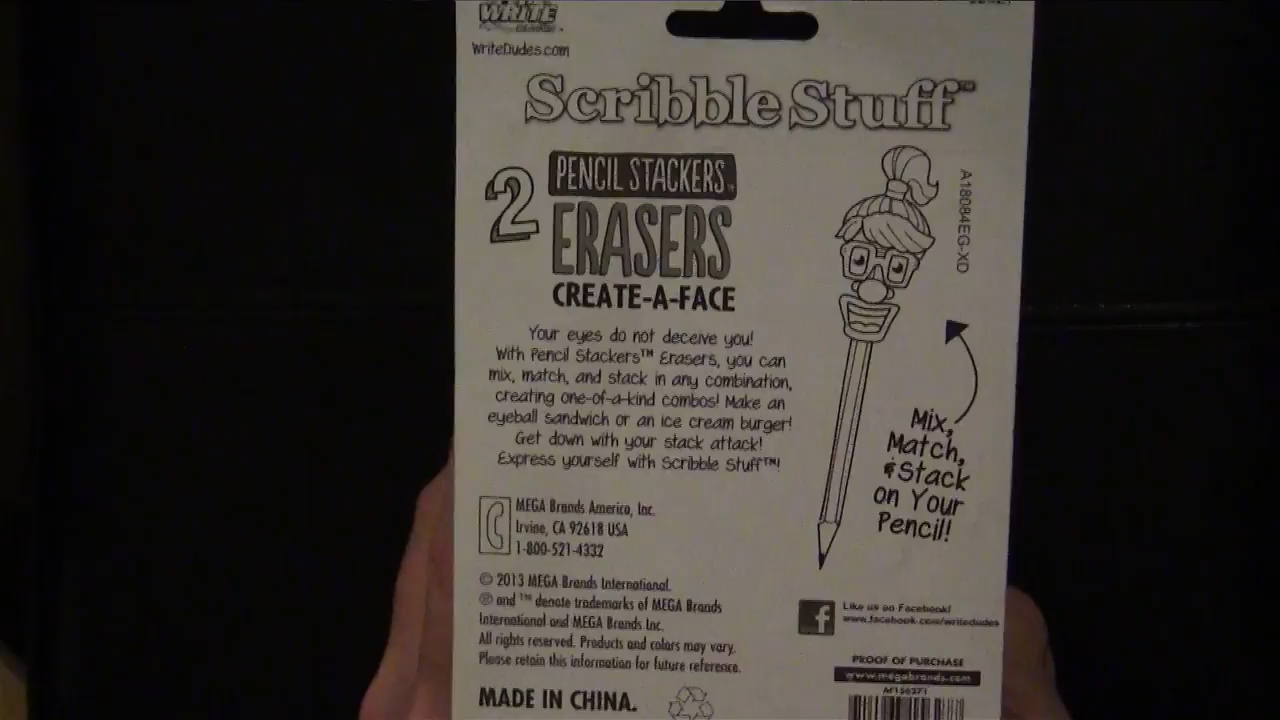 WRITE
WriteDudes.com
Scribble Stuff™
2 PENCIL STACKERS™
ERASERS
CREATE-A-FACE
Your eyes do not deceive you!
With Pencil Stackers™ Erasers, you can
mix, match, and stack in any combination,
creating one-of-a-kind combos! Make an
eyeball sandwich or an ice cream burger!
Get down with your stack attack!
Express yourself with Scribble Stuff™!
A18084EG-XD
Mix,
Match,
& Stack
on Your
Pencil!
MEGA Brands America, Inc.
Irvine, CA 92618 USA
1-800-521-4332
© 2013 MEGA Brands International.
® and ™ denote trademarks of MEGA Brands
International and MEGA Brands Inc.
All rights reserved. Products and colors may vary.
Please retain this information for future reference.
MADE IN CHINA.
f
Like us on Facebook!
www.facebook.com/writedudes
PROOF OF PURCHASE
www.megabrands.com